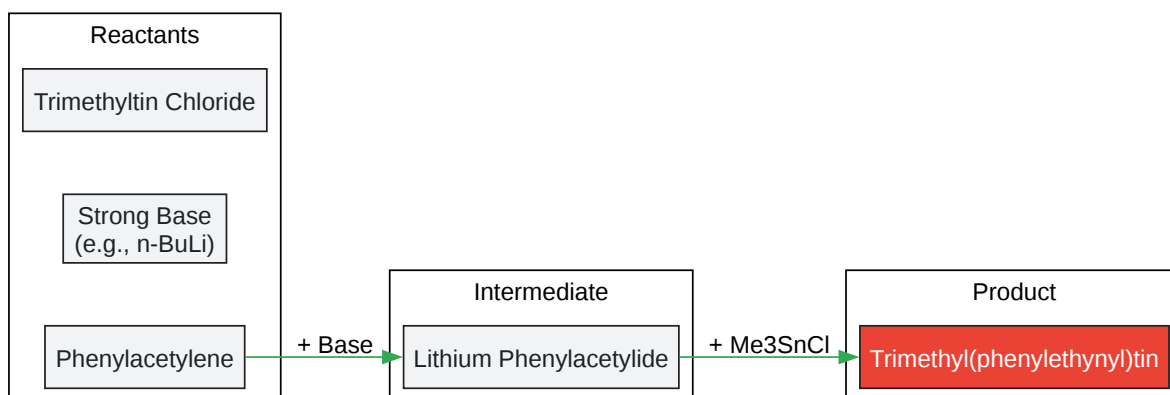 Reactants
Trimethyltin Chloride
Strong Base
(e.g., n-BuLi)
Phenylacetylene
+ Base
Intermediate
Lithium Phenylacetylide
+ Me3SnCl
Product
Trimethyl(phenylethynyl)tin